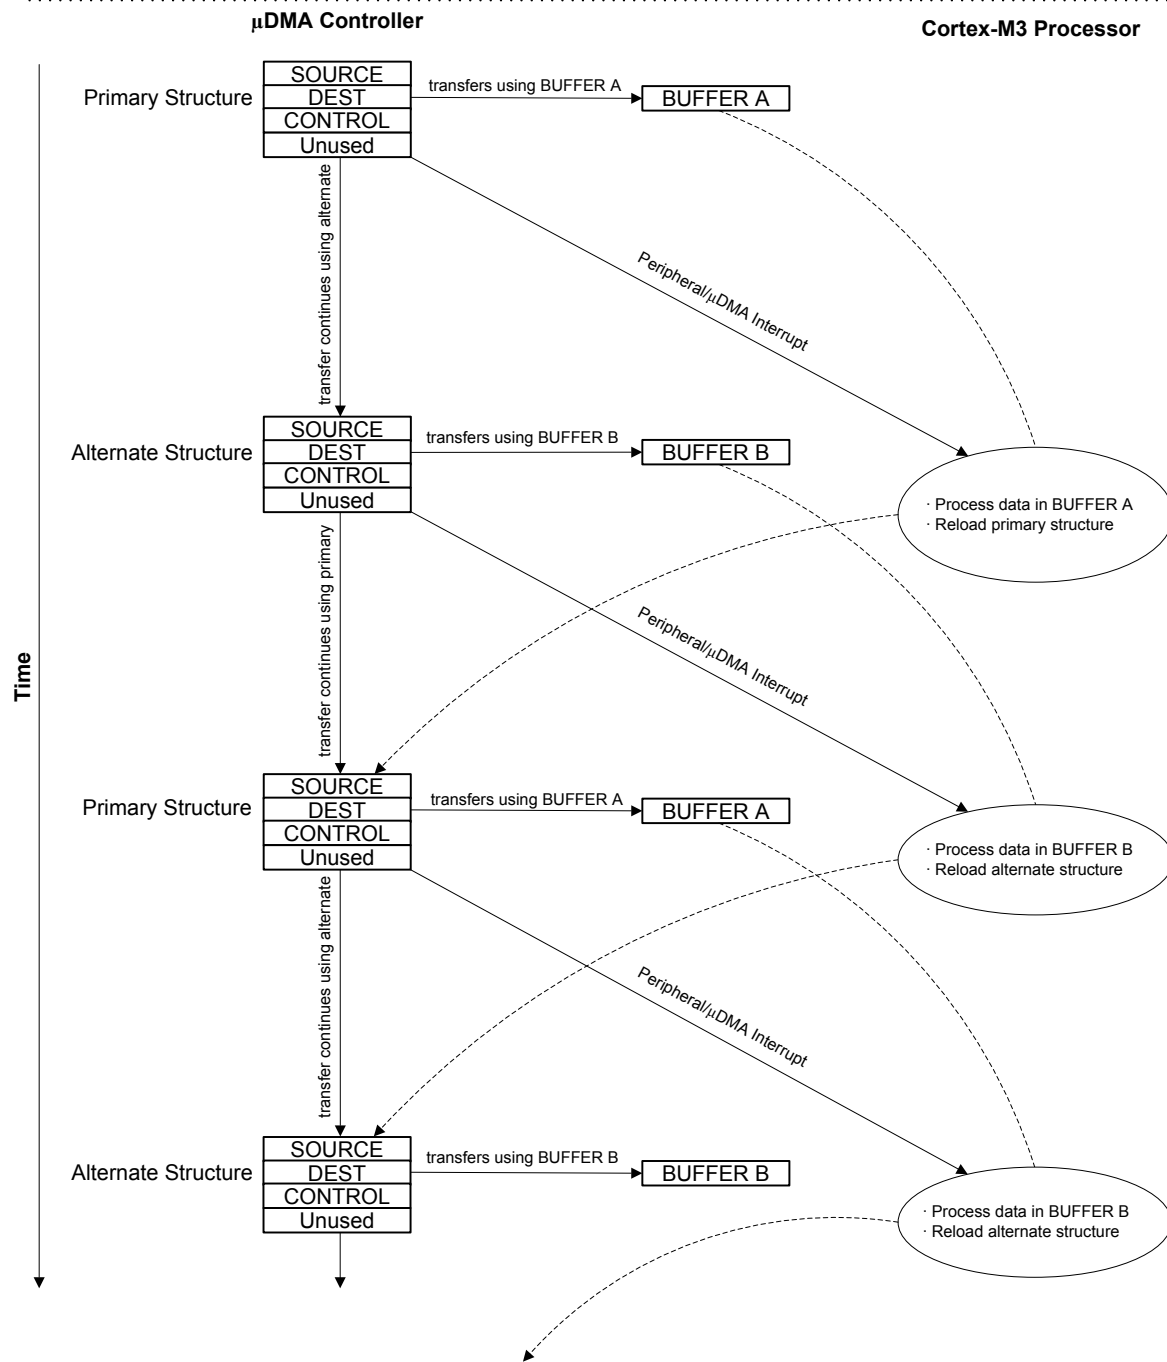 μDMA Controller
Cortex-M3 Processor
SOURCE
transfers using BUFFER A
Primary Structure
DEST
BUFFER A
CONTROL
Unused
transfer continues using alternate
Peripheral/μDMA Interrupt
SOURCE
transfers using BUFFER B
Alternate Structure
DEST
BUFFER B
CONTROL
Unused
· Process data in BUFFER A
· Reload primary structure
transfer continues using primary
Peripheral/μDMA Interrupt
Time
SOURCE
transfers using BUFFER A
Primary Structure
DEST
BUFFER A
CONTROL
Unused
· Process data in BUFFER B
· Reload alternate structure
transfer continues using alternate
Peripheral/μDMA Interrupt
SOURCE
transfers using BUFFER B
Alternate Structure
DEST
BUFFER B
CONTROL
Unused
· Process data in BUFFER B
· Reload alternate structure